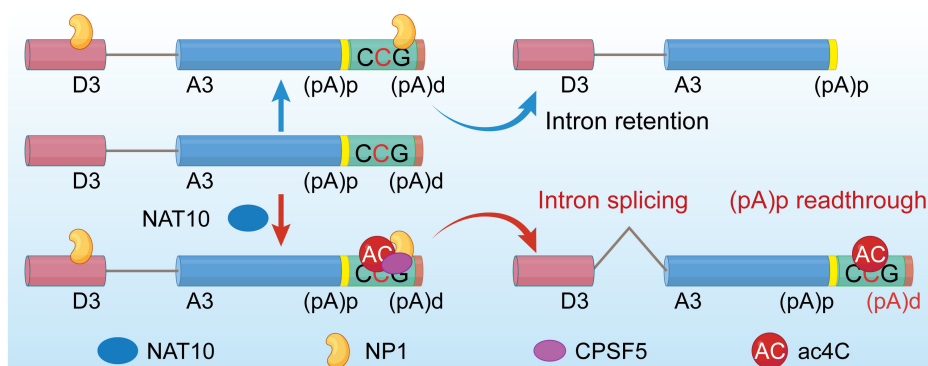 CCG
D3 A3 (pA)p (pA)d
D3 A3 (pA)p
Intron retention
CCG
D3 A3 (pA)p (pA)d
NAT10
Intron splicing (pA)p readthrough
AC
CCG
D3 A3 (pA)p (pA)d
AC
CCG
D3 A3 (pA)p (pA)d
NAT10 NP1 CPSF5 AC ac4C